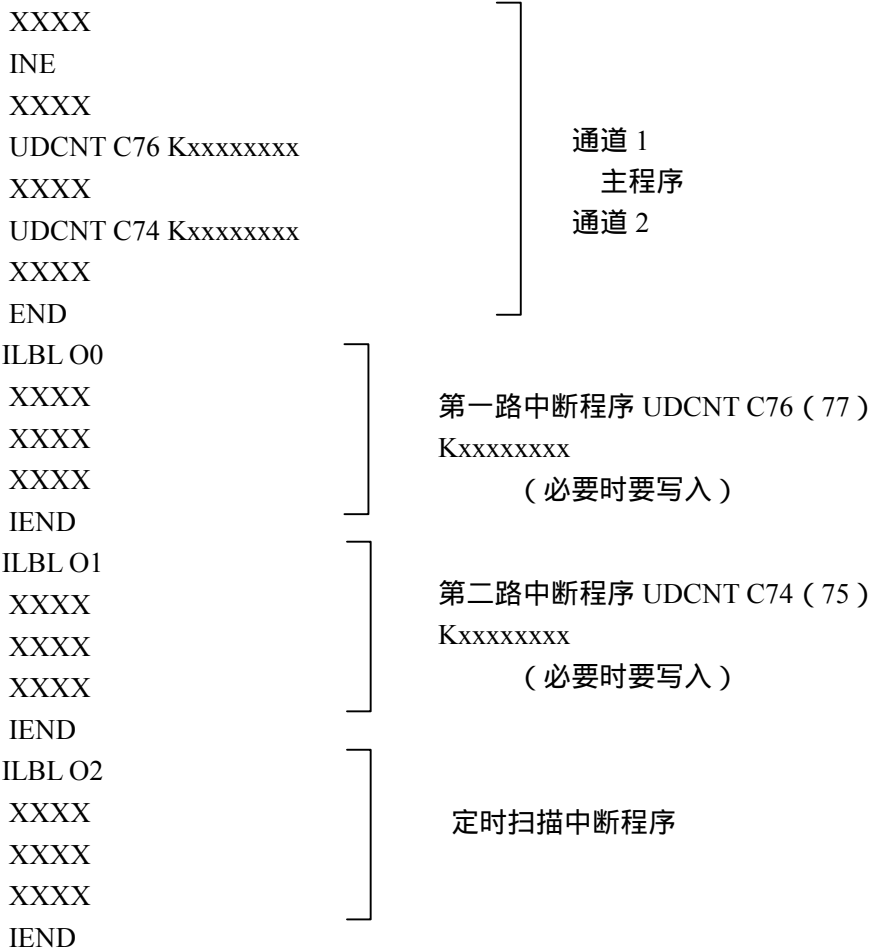 XXXX
INE
XXXX
UDCNT C76 Kxxxxxxxx
XXXX
UDCNT C74 Kxxxxxxxx
XXXX
END
通道 1
主程序
通道 2
ILBL O0
XXXX
XXXX
XXXX
IEND
第一路中断程序 UDCNT C76（77）
Kxxxxxxxx
（必要时要写入）
ILBL O1
XXXX
XXXX
XXXX
IEND
第二路中断程序 UDCNT C74（75）
Kxxxxxxxx
（必要时要写入）
ILBL O2
XXXX
XXXX
XXXX
IEND
定时扫描中断程序